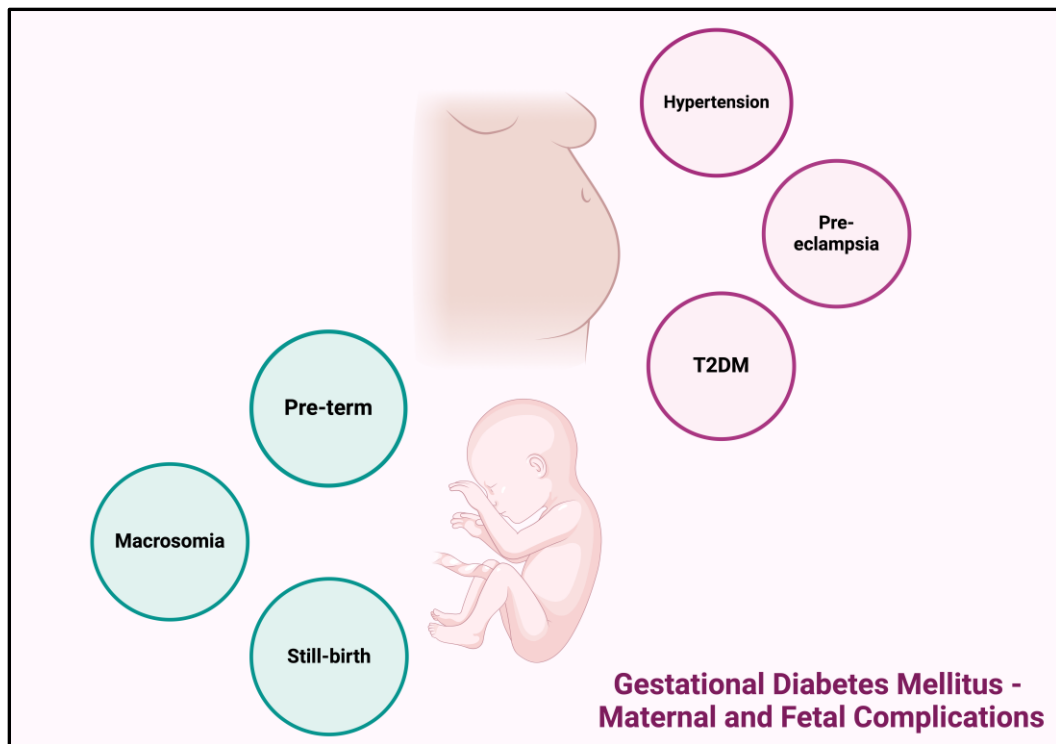 Hypertension
Pre-
eclampsia
T2DM
Pre-term
Macrosomia
Still-birth
Gestational Diabetes Mellitus -
Maternal and Fetal Complications